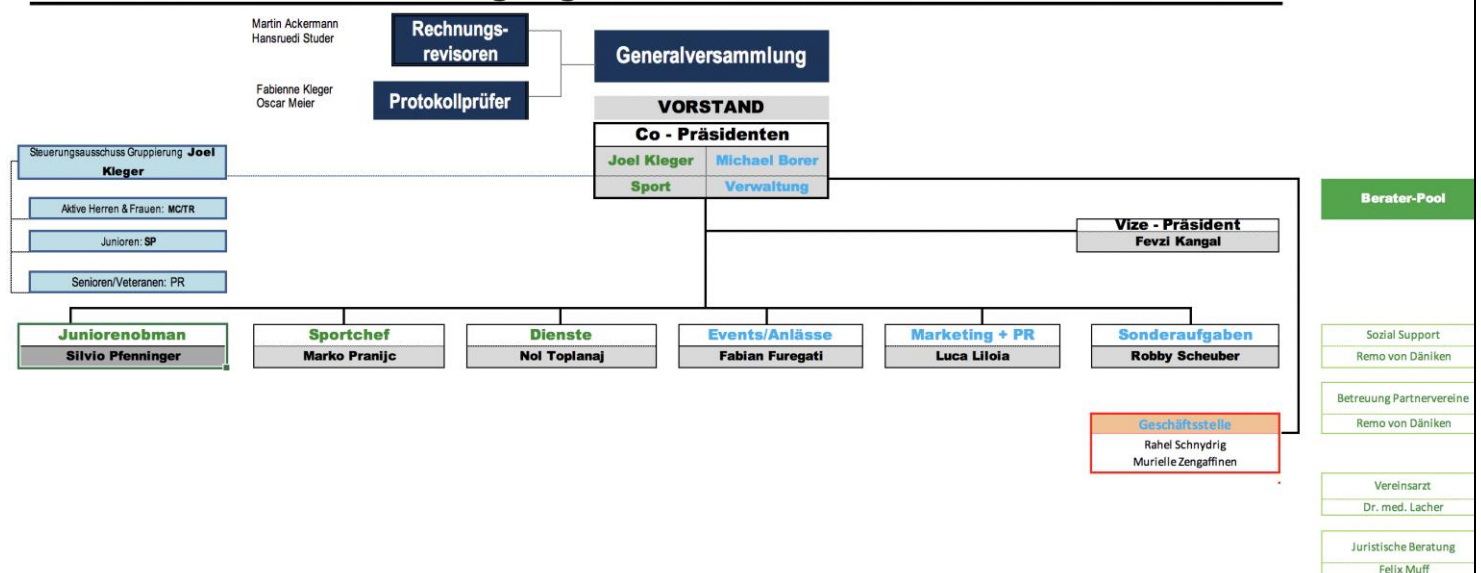 Martin Ackermann
Hansruedi Studer
Rechnungs-
revisoren
Generalversammlung
Fabienne Kleger
Oscar Meier
Protokollprüfer
VORSTAND
Co - Präsidenten
Joel Kleger
Michael Borer
Sport
Verwaltung
Steuerungsausschuss Gruppierung Joel
Kleger
Aktive Herren & Frauen: MC/TR
Junioren: SP
Senioren/Veteranen: PR
Berater-Pool
Vize - Präsident
Fevzi Kangal
Juniorenobman
Silvio Pfenninger
Sportchef
Marko Pranijc
Dienste
Nol Toplanaj
Events/Anlässe
Fabian Furegati
Marketing + PR
Luca Liloia
Sonderaufgaben
Robby Scheuber
Geschäftsstelle
Rahel Schnydrig
Murielle Zengaffinen
Sozial Support
Remo von Däniken
Betreuung Partnervereine
Remo von Däniken
Vereinsarzt
Dr. med. Lacher
Juristische Beratung
Felix Muff